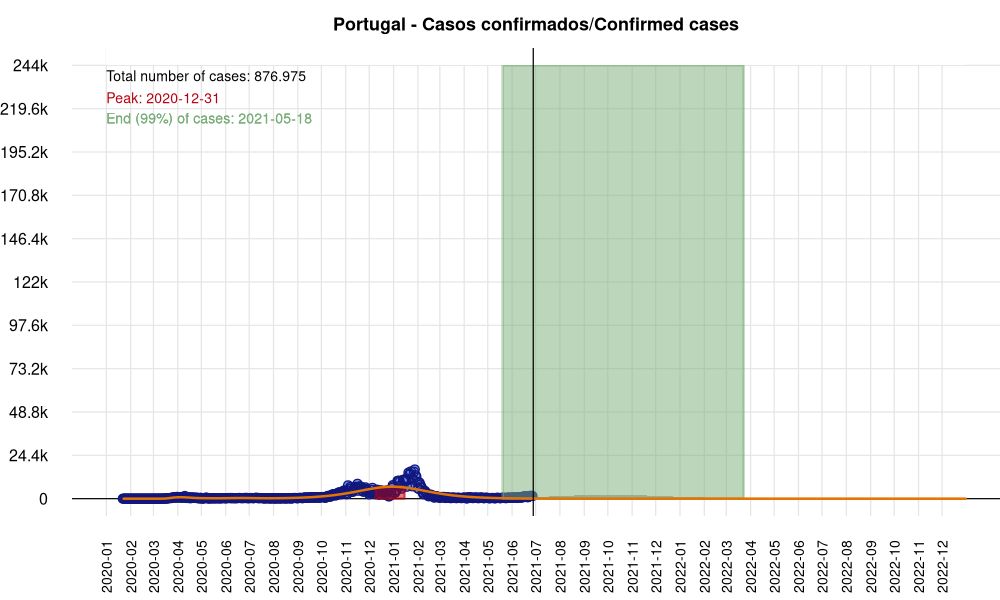 Portugal - Casos confirmados/Confirmed cases
Total number of cases: 876.975
Peak: 2020-12-31
End (99%) of cases: 2021-05-18
244k
219.6k
195.2k
170.8k
146.4k
122k
97.6k
73.2k
48.8k
24.4k
0
2020-01
2020-02
2020-03
2020-04
2020-05
2020-06
2020-07
2020-08
2020-09
2020-10
2020-11
2020-12
2021-01
2021-03
2021-04
2021-05
2021-06
2021-07
2021-08
2021-09
2021-10
2021-11
2021-12
2022-01
2022-02
2022-04
2022-05
2022-06
2022-07
2022-08
2022-09
2022-10
2022-11
2022-12